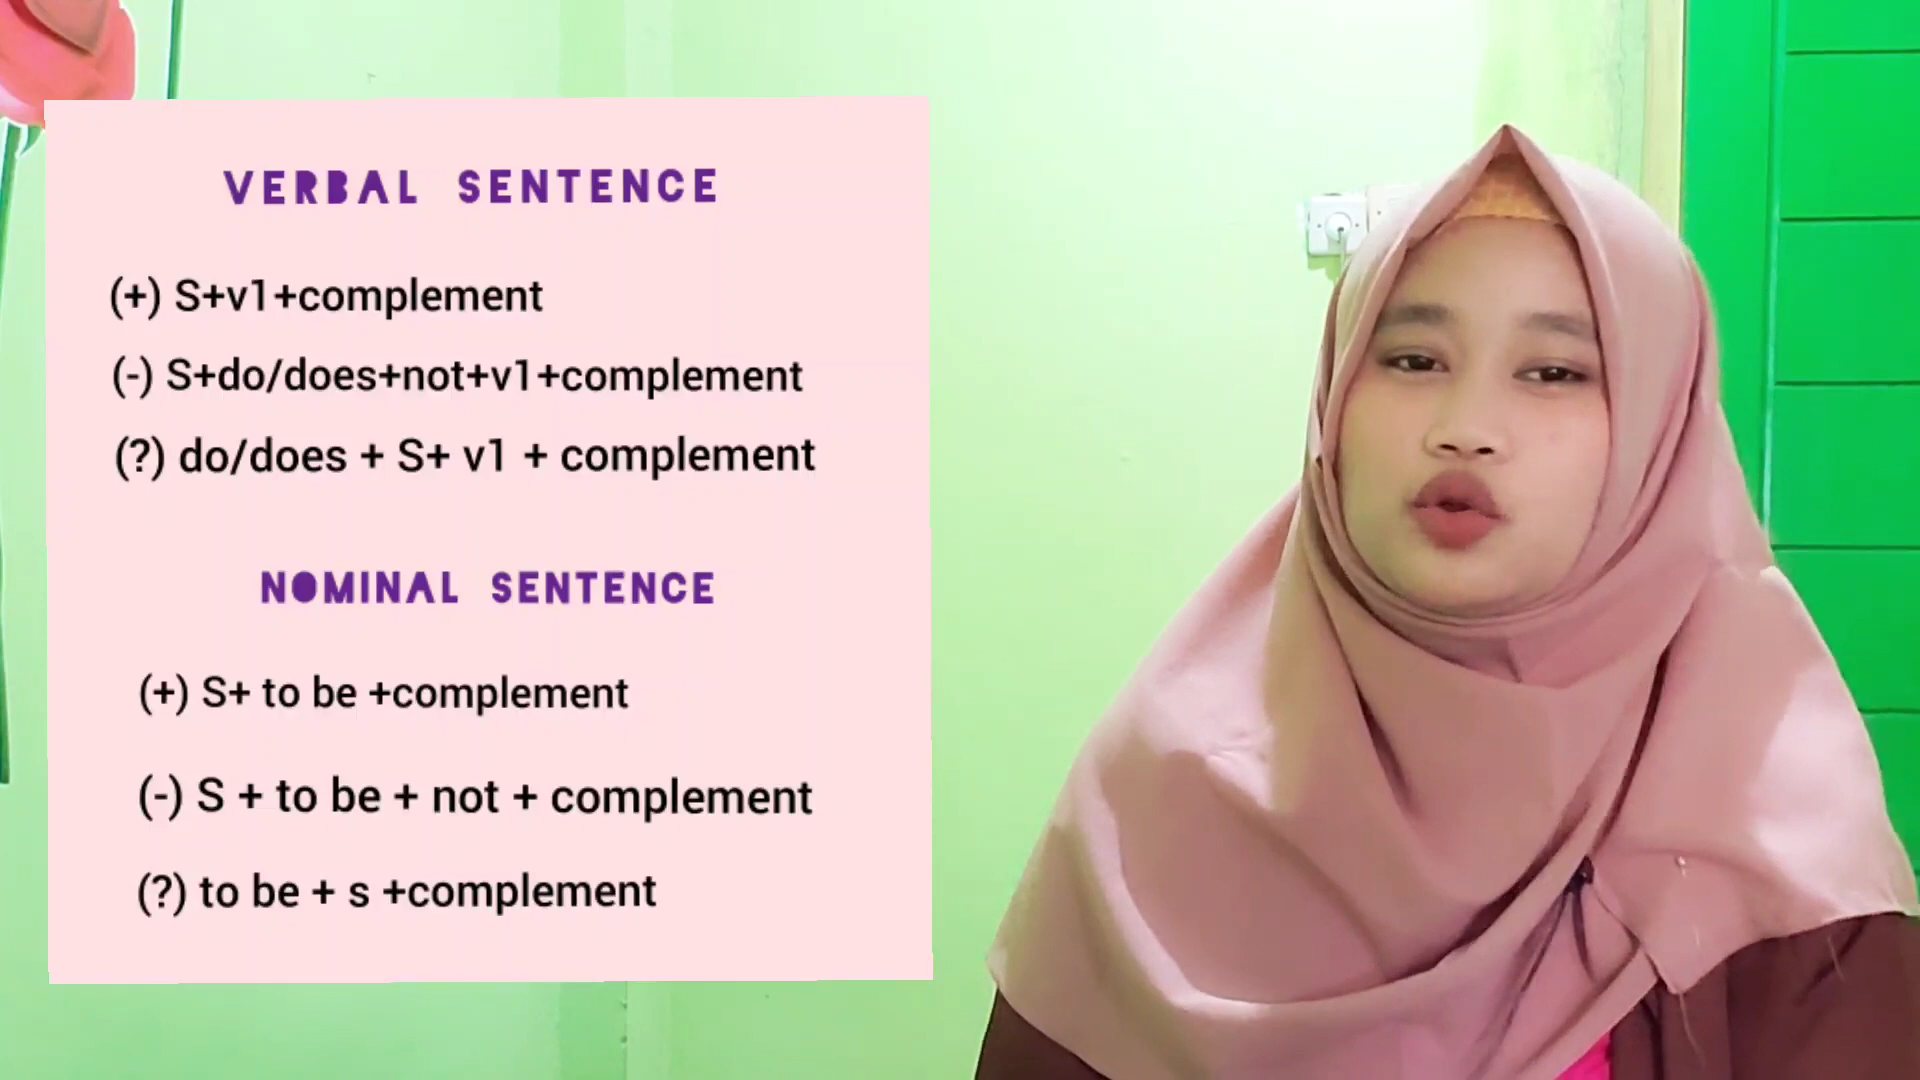 VERBAL SENTENCE
(+) S+v1+complement
(-) S+do/does+not+v1+complement
(?) do/does + S+ v1 + complement
NOMINAL SENTENCE
(+) S+ to be +complement
(-) S + to be + not + complement
(?) to be + s +complement